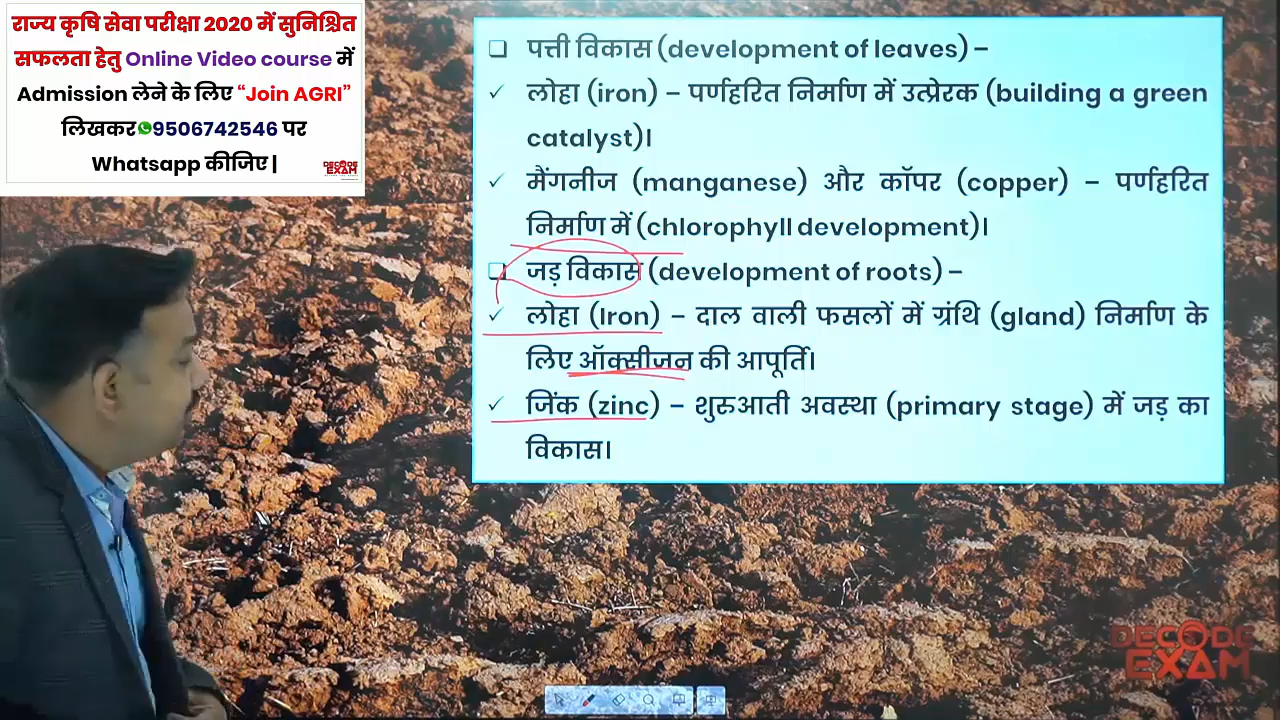 राज्य कृषि सेवा परीक्षा 2020 में सुनिश्चित
सफलता हेतु Online Video course में
Admission लेने के लिए “Join AGRI”
लिखकर 9506742546 पर
Whatsapp कीजिए |
DECODE
EXAM
❑ पत्ती विकास (development of leaves) –
✓ लोहा (iron) – पर्णहरित निर्माण में उत्प्रेरक (building a green
catalyst)।
✓ मैंगनीज (manganese) और कॉपर (copper) – पर्णहरित
निर्माण में (chlorophyll development)।
❑ जड़ विकास (development of roots) –
✓ लोहा (Iron) – दाल वाली फसलों में ग्रंथि (gland) निर्माण के
लिए ऑक्सीजन की आपूर्ति।
✓ जिंक (zinc) – शुरुआती अवस्था (primary stage) में जड़ का
विकास।
DECODE
EXAM